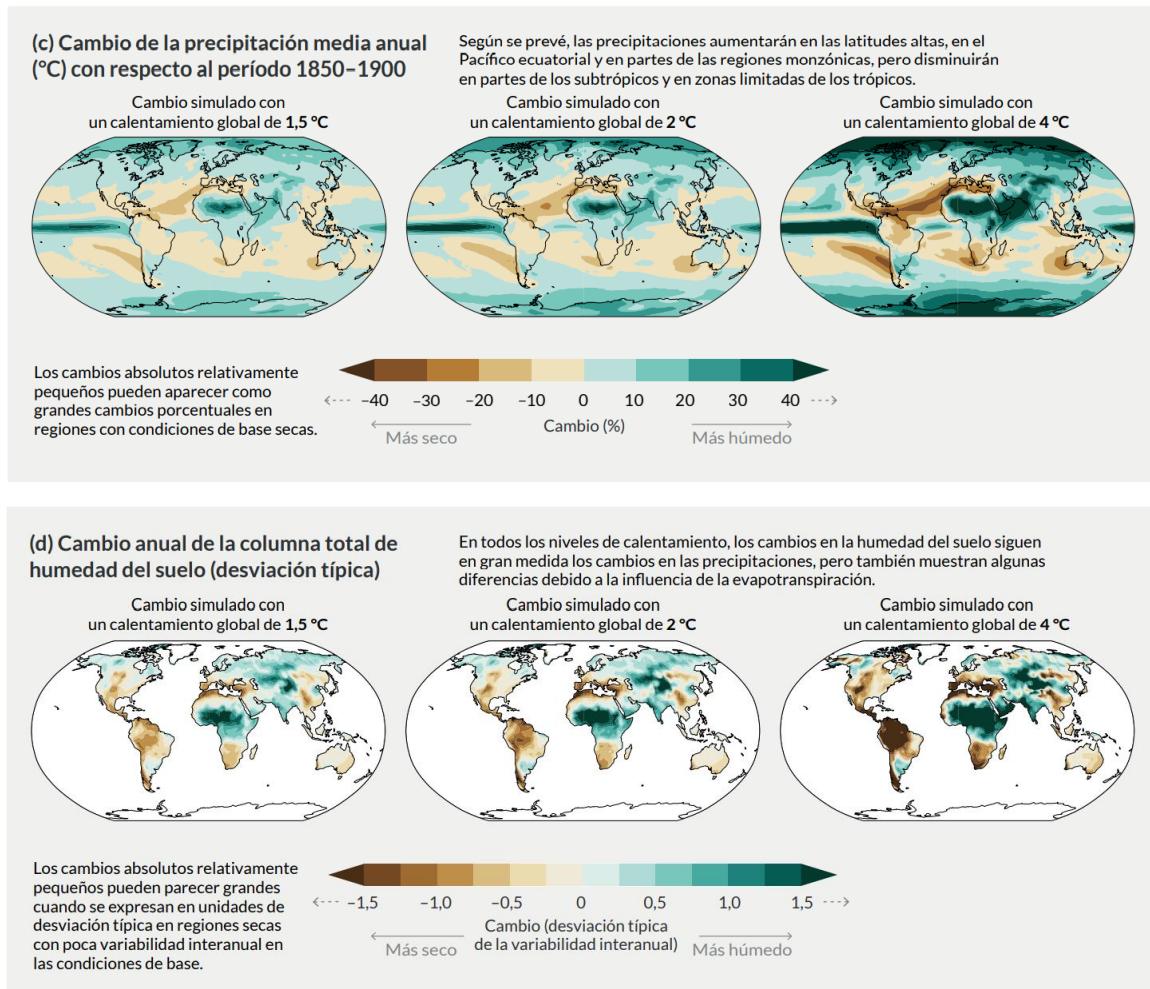 (c) Cambio de la precipitación media anual
(°C) con respecto al período 1850–1900
Según se prevé, las precipitaciones aumentarán en las latitudes altas, en el
Pacífico ecuatorial y en partes de las regiones monzónicas, pero disminuirán
en partes de los subtrópicos y en zonas limitadas de los trópicos.
Cambio simulado con
un calentamiento global de 1,5 °C
Cambio simulado con
un calentamiento global de 2 °C
Cambio simulado con
un calentamiento global de 4 °C
Los cambios absolutos relativamente
pequeños pueden aparecer como
grandes cambios porcentuales en
regiones con condiciones de base secas.
–40 –30 –20 –10 0 10 20 30 40
Cambio (%)
Más seco
Más húmedo
(d) Cambio anual de la columna total de
humedad del suelo (desviación típica)
En todos los niveles de calentamiento, los cambios en la humedad del suelo siguen
en gran medida los cambios en las precipitaciones, pero también muestran algunas
diferencias debido a la influencia de la evapotranspiración.
Cambio simulado con
un calentamiento global de 1,5 °C
Cambio simulado con
un calentamiento global de 2 °C
Cambio simulado con
un calentamiento global de 4 °C
Los cambios absolutos relativamente
pequeños pueden parecer grandes
cuando se expresan en unidades de
desviación típica en regiones secas
con poca variabilidad interanual en
las condiciones de base.
–1,5 –1,0 –0,5 0 0,5 1,0 1,5
Cambio (desviación típica
de la variabilidad interanual)
Más seco
Más húmedo